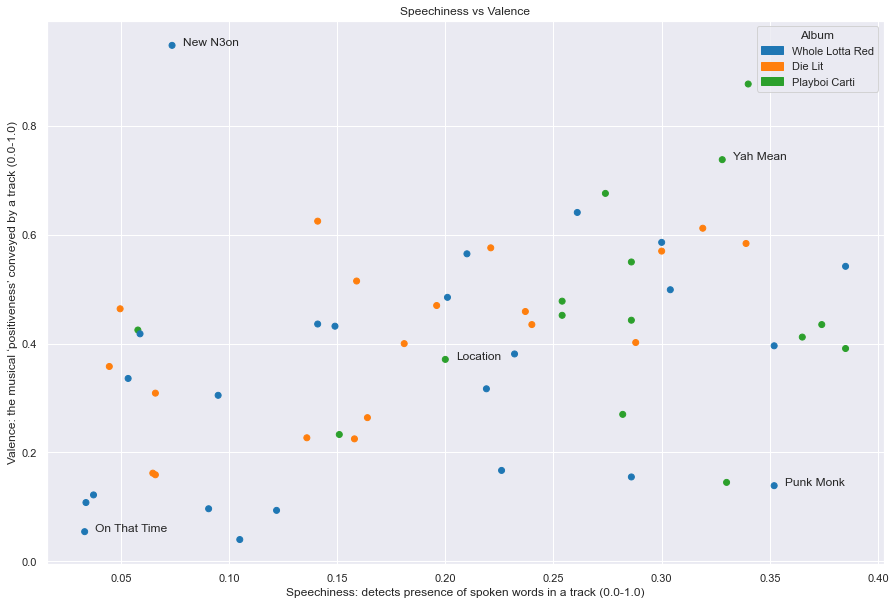 Speechiness vs Valence
New N3on
Album
Whole Lotta Red
Die Lit
Playboi Carti
Yah Mean
Location
Punk Monk
On That Time
0.8
0.6
0.4
0.2
0.0
Valence: the musical 'positiveness' conveyed by a track (0.0-1.0)
0.05 0.10 0.15 0.20 0.25 0.30 0.35 0.40
Speechiness: detects presence of spoken words in a track (0.0-1.0)